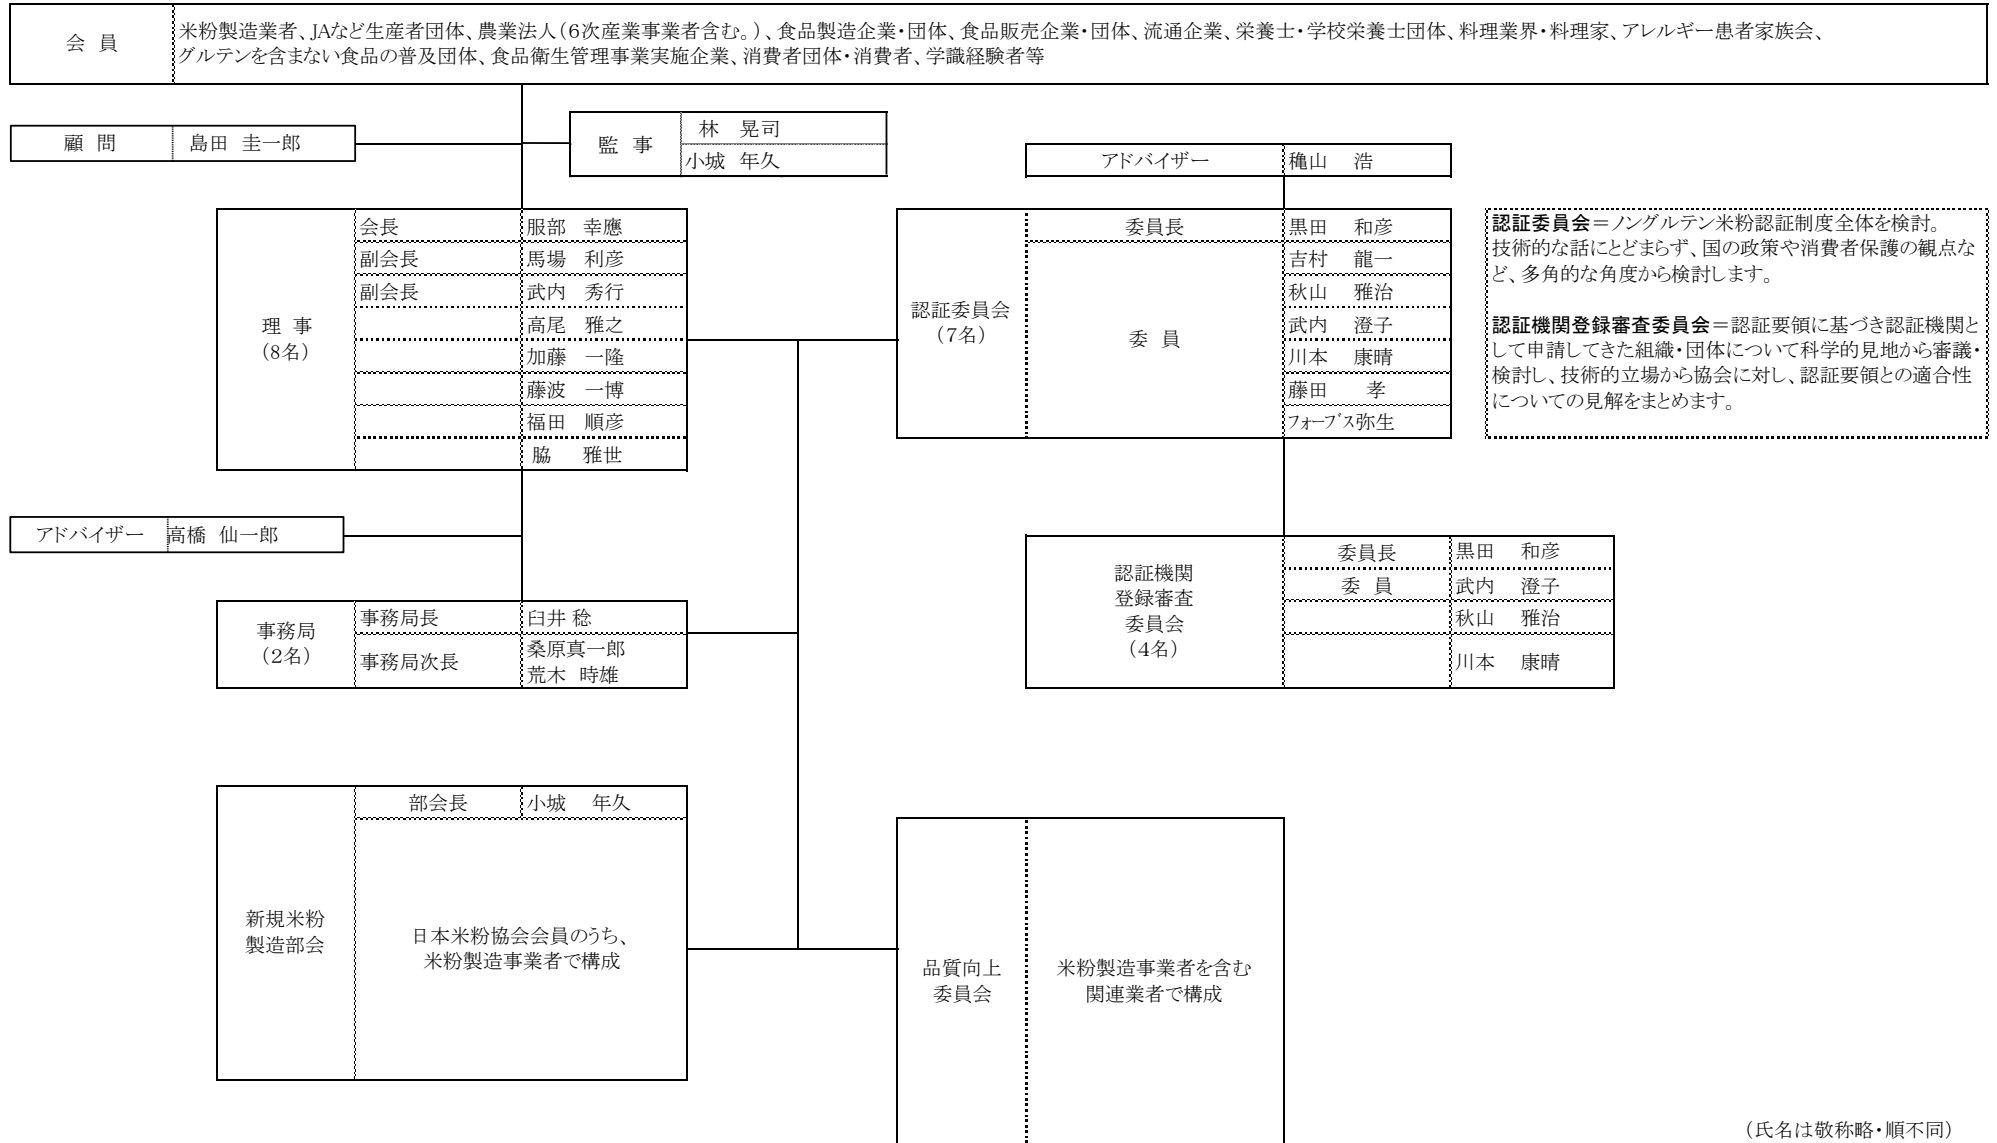 会 員
米粉製造業者、JAなど生産者団体、農業法人(6次産業事業者含む。)、食品製造企業・団体、食品販売企業・団体、流通企業、栄養士・学校栄養士団体、料理業界・料理家、アレルギー患者家族会、
グルテンを含まない食品の普及団体、食品衛生管理事業実施企業、消費者団体・消費者、学識経験者等
顧 問 島田 圭一郎
監 事
林 晃司
小城 年久
アドバイザー 穐山 浩
理 事
(8名)
会長 服部 幸應
副会長 馬場 利彦
副会長 武内 秀行
高尾 雅之
加藤 一隆
藤波 一博
福田 順彦
脇 雅世
認証委員会
(7名)
委員長 黒田 和彦
委 員
吉村 龍一
秋山 雅治
武内 澄子
川本 康晴
藤田 孝
フォーブス弥生
認証委員会=ノングルテン米粉認証制度全体を検討。
技術的な話にとどまらず、国の政策や消費者保護の観点な
ど、多角的な角度から検討します。
認証機関登録審査委員会=認証要領に基づき認証機関と
して申請してきた組織・団体について科学的見地から審議・
検討し、技術的立場から協会に対し、認証要領との適合性
についての見解をまとめます。
アドバイザー 高橋 仙一郎
事務局
(2名)
事務局長 臼井 稔
事務局次長
桑原真一郎
荒木 時雄
認証機関
登録審査
委員会
(4名)
委員長 黒田 和彦
委 員 武内 澄子
秋山 雅治
川本 康晴
新規米粉
製造部会
部会長 小城 年久
日本米粉協会会員のうち、
米粉製造事業者で構成
品質向上
委員会
米粉製造事業者を含む
関連業者で構成
(氏名は敬称略・順不同)